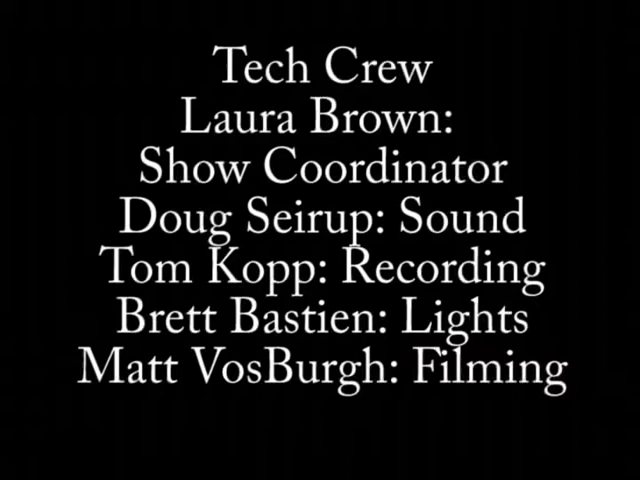 Tech Crew
Laura Brown:
Show Coordinator
Doug Seirup: Sound
Tom Kopp: Recording
Brett Bastien: Lights
Matt VosBurgh: Filming